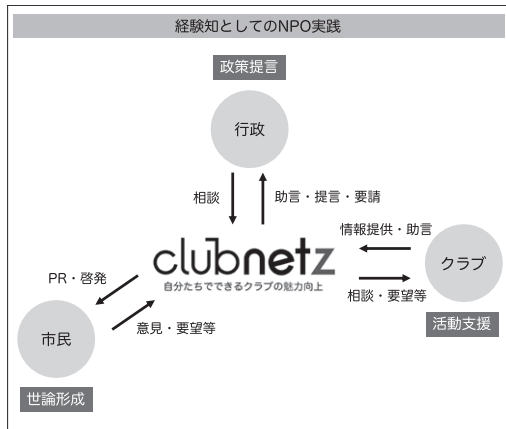 経験知としてのNPO実践
政策提言
行政
相談
助言・提言・要請
情報提供・助言
clubnetz
クラブ
自分たちでできるクラブの魅力向上
PR・啓発
相談・要望等
意見・要望等
活動支援
市民
世論形成